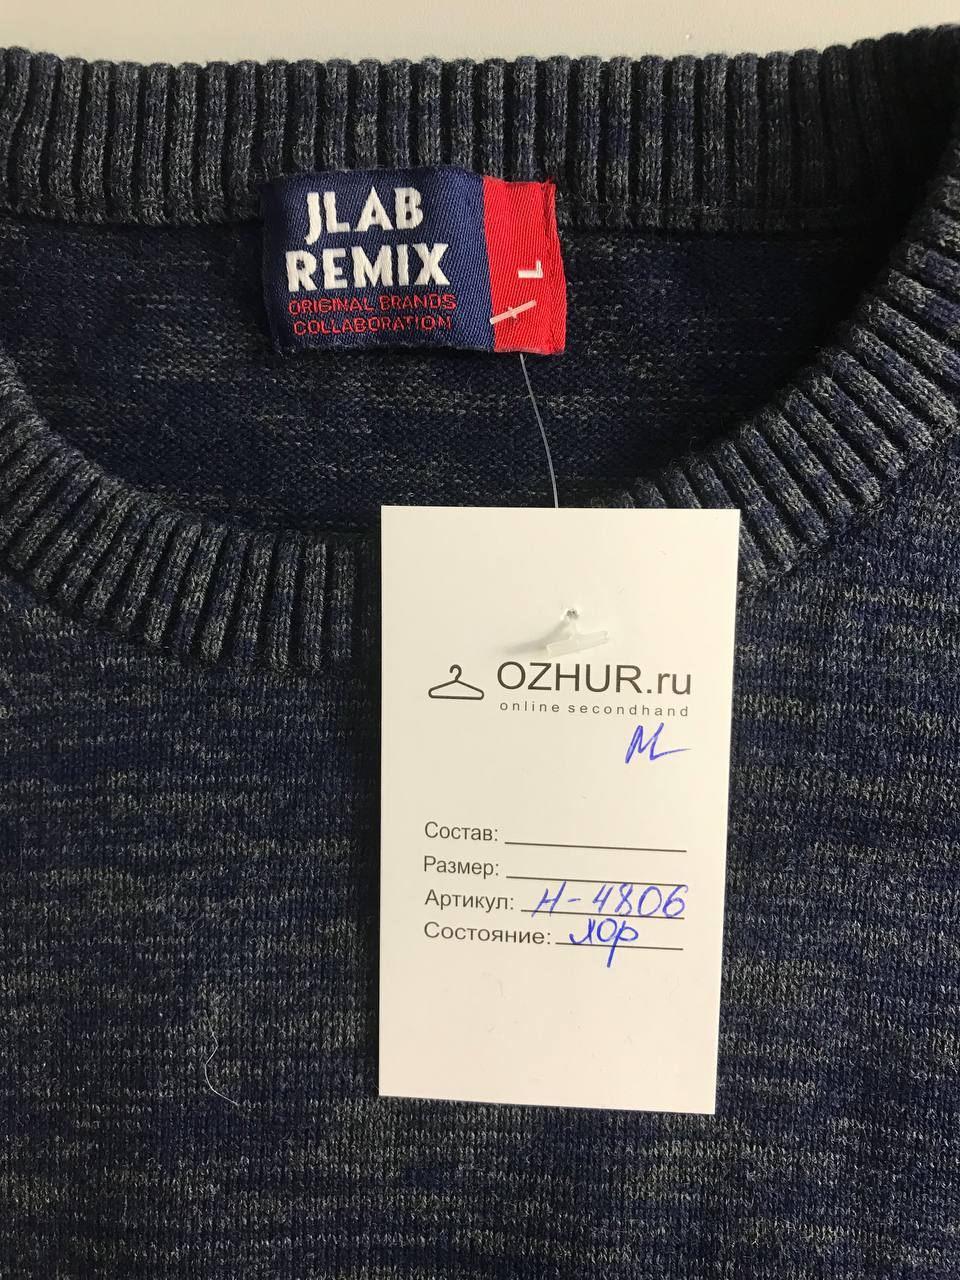 JLAB
REMIX
ORIGINAL BRANDS
COLLABORATION
L
OZHUR.ru
online secondhand
M
Состав:
Размер:
Артикул: Н-4806
Состояние: хор